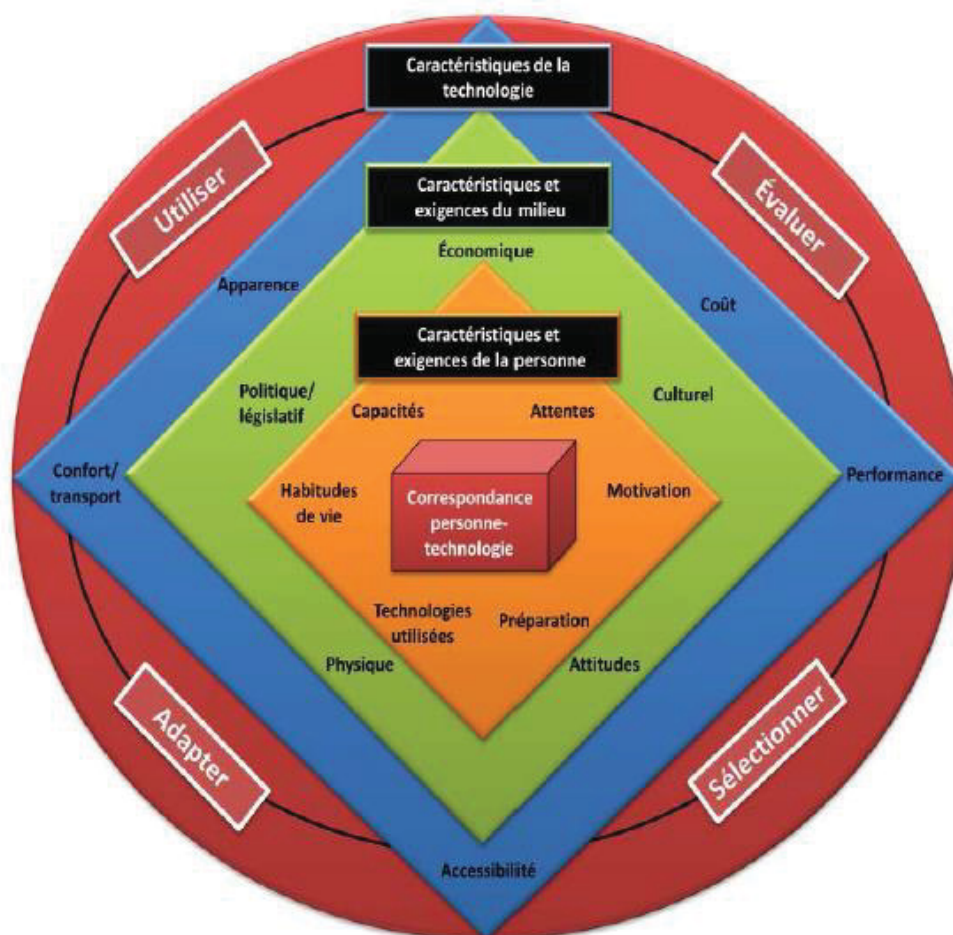 Caractéristiques de la
technologie
Utiliser
Évaluer
Caractéristiques et
exigences du milieu
Économique
Apparence
Coût
Caractéristiques et
exigences de la personne
Politique/
législatif
Culturel
Capacités
Attentes
Confort/
transport
Performance
Habitudes
de vie
Correspondance
personne-
technologie
Motivation
Technologies
utilisées
Préparation
Physique
Attitudes
Adapter
Sélectionner
Accessibilité